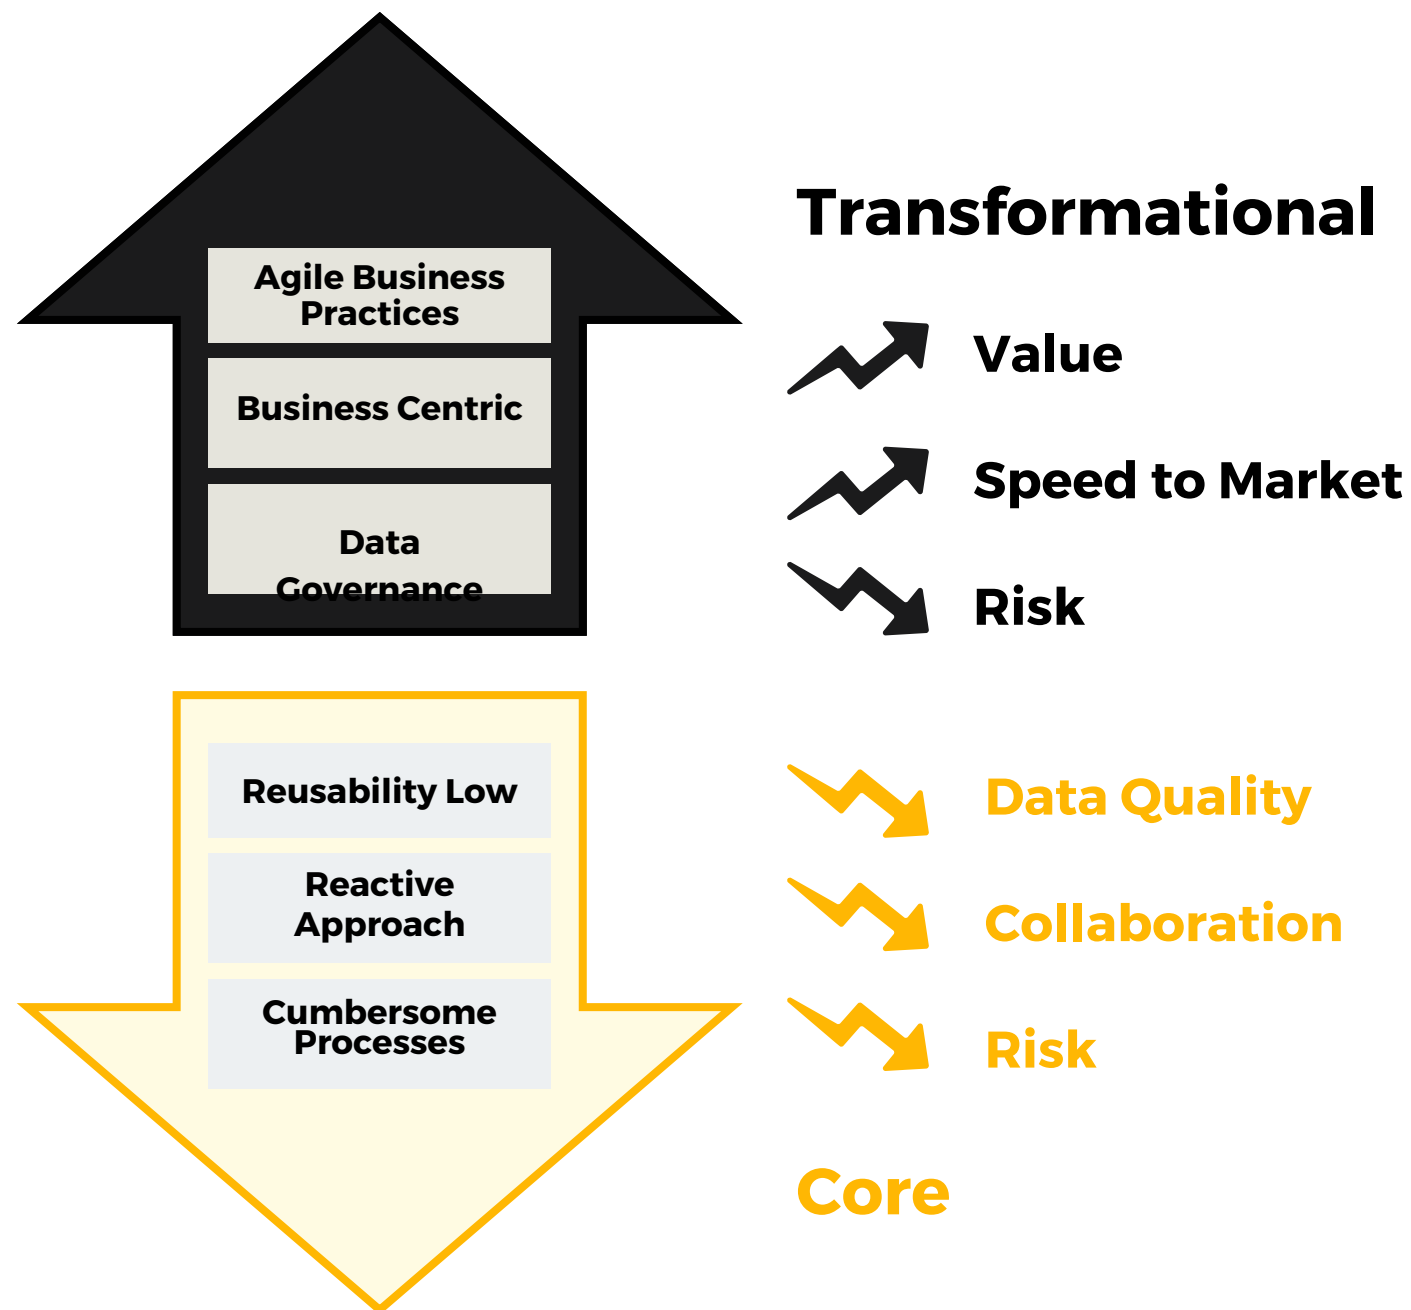 Transformational
Agile Business
Practices
Value
Business Centric
Speed to Market
Data
Governance
Risk
Reusability Low
Data Quality
Reactive
Approach
Collaboration
Cumbersome
Processes
Risk
Core